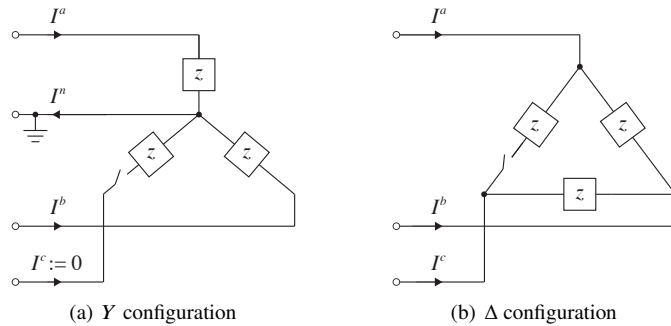 I^a
z
I^n
z
z
I^b
I^c := 0
(a) Y configuration
I^a
z
z
z
I^b
I^c
(b) Δ configuration